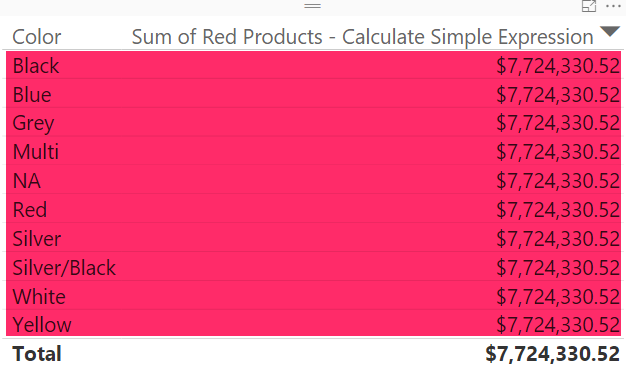 Color Sum of Red Products - Calculate Simple Expression
Black $7,724,330.52
Blue $7,724,330.52
Grey $7,724,330.52
Multi $7,724,330.52
NA $7,724,330.52
Red $7,724,330.52
Silver $7,724,330.52
Silver/Black $7,724,330.52
White $7,724,330.52
Yellow $7,724,330.52
Total $7,724,330.52